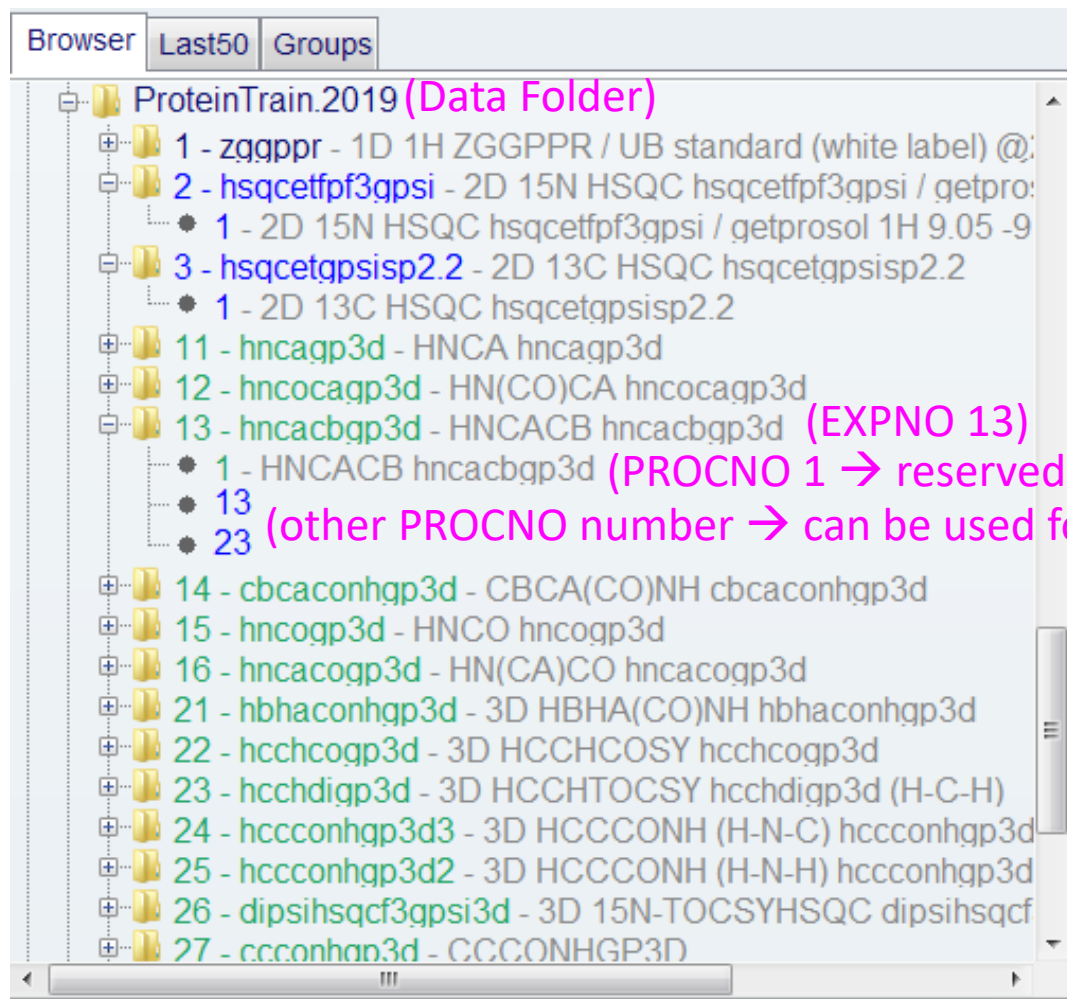 Browser Last50 Groups
ProteinTrain.2019 (Data Folder)
1 - zggppr - 1D 1H ZGGPPR / UB standard (white label) @
2 - hsqcetfpf3gpsi - 2D 15N HSQC hsqcetfpf3gpsi / getpro
1 - 2D 15N HSQC hsqcetfpf3gpsi / getprosol 1H 9.05 -9
3 - hsqcetgpsisp2.2 - 2D 13C HSQC hsqcetgpsisp2.2
1 - 2D 13C HSQC hsqcetgpsisp2.2
11 - hncagp3d - HNCA hncagp3d
12 - hncocagp3d - HN(CO)CA hncocagp3d
13 - hncacbgp3d - HNCACB hncacbgp3d (EXPNO 13)
1 - HNCACB hncacbgp3d (PROCNO 1 → reserved
13
23 (other PROCNO number → can be used fo
14 - cbcaconhgp3d - CBCA(CO)NH cbcaconhgp3d
15 - hncogp3d - HNCO hncogp3d
16 - hncacogp3d - HN(CA)CO hncacogp3d
21 - hbhaconhgp3d - 3D HBHA(CO)NH hbhaconhgp3d
22 - hcchcogp3d - 3D HCCHCOSY hcchcogp3d
23 - hcchdigp3d - 3D HCCHTOCSY hcchdigp3d (H-C-H)
24 - hccconhgp3d3 - 3D HCCCONH (H-N-C) hccconhgp3d
25 - hccconhgp3d2 - 3D HCCCONH (H-N-H) hccconhgp3d
26 - dipsihsqcf3gpsi3d - 3D 15N-TOCSYHSQC dipsihsqcf
27 - ccconhgp3d - CCCONHGP3D